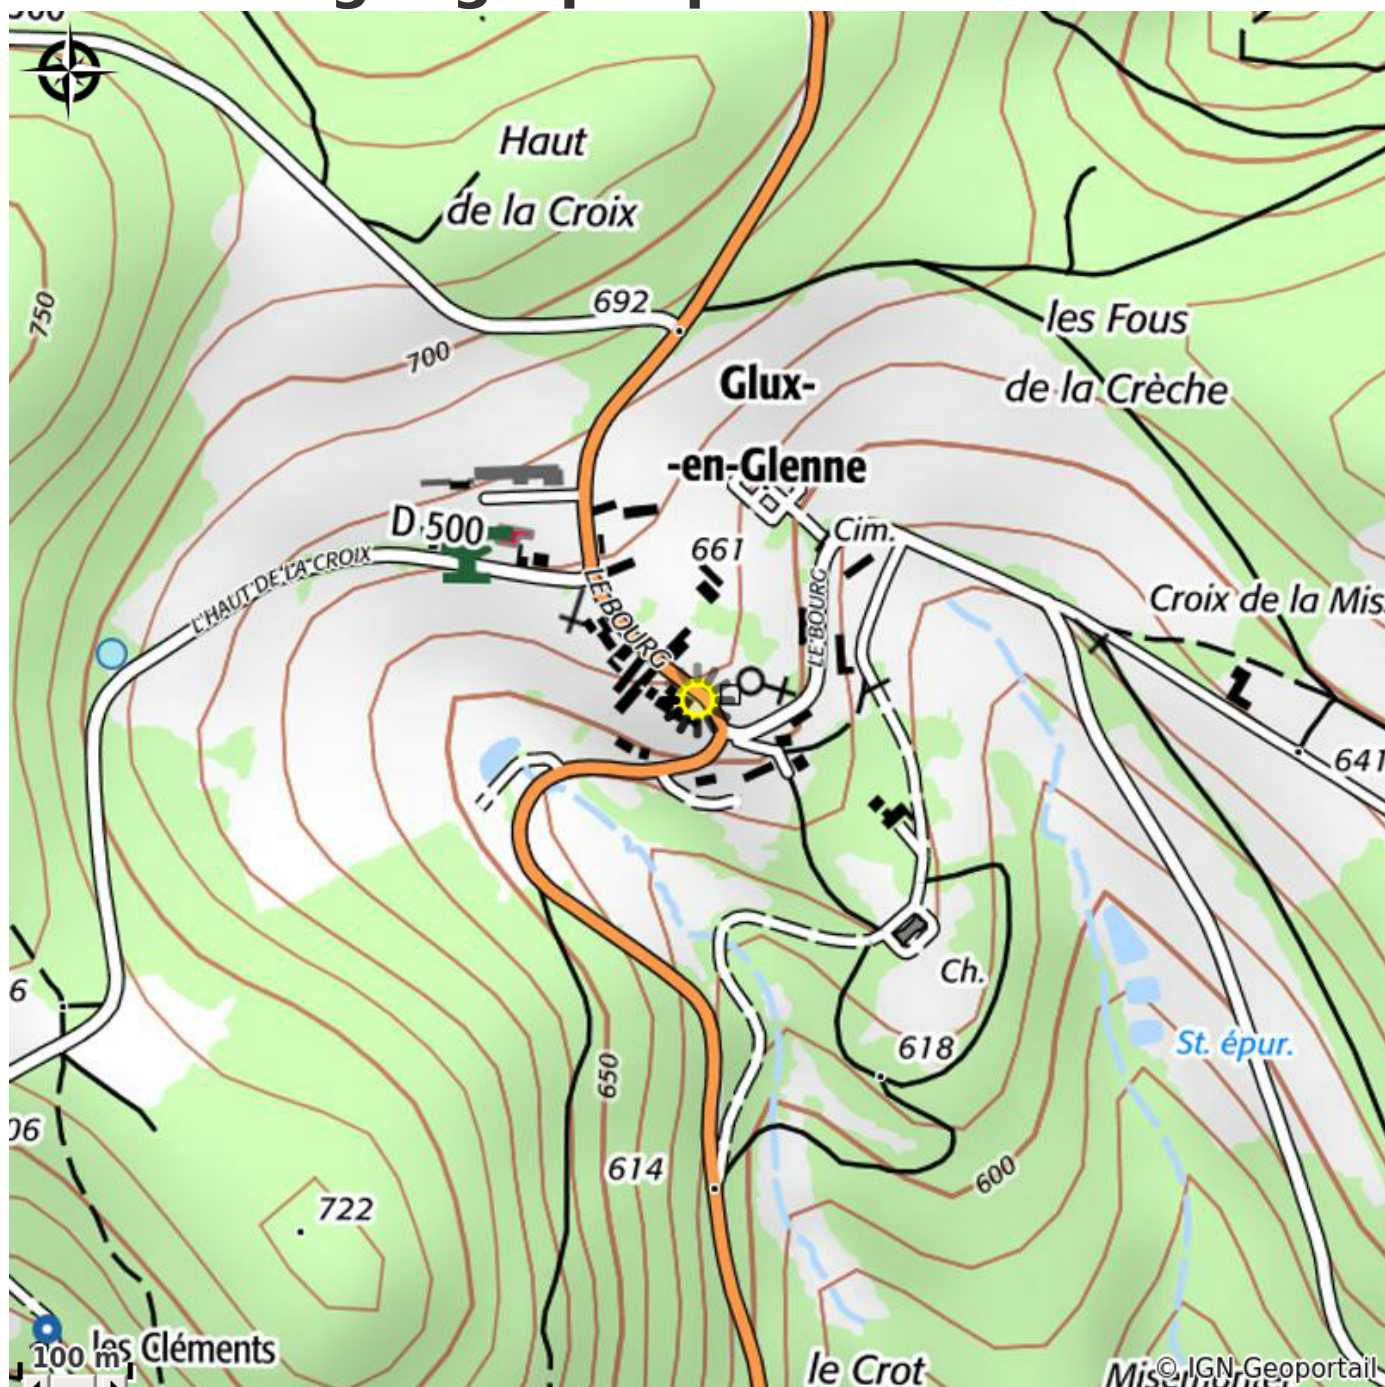 Haut
de la Croix
692
750
700
les Fous
de la Crèche
Glux-
-en-Glenne
D 500
Cim.
661
L'HAUT DE LA CROIX
LE BOURG
LE BOURG
Croix de la Mis
641
Ch.
618
St. épur.
650
614
600
722
les Cléments
100 m
le Crot
© IGN Geoportail